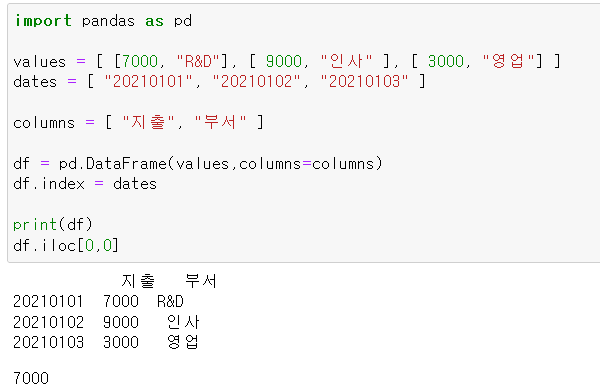 import pandas as pd
values = [ [7000, "R&D"], [ 9000, "인사" ], [ 3000, "영업"] ]
dates = [ "20210101", "20210102", "20210103" ]
columns = [ "지출", "부서" ]
df = pd.DataFrame(values,columns=columns)
df.index = dates
print(df)
df.iloc[0,0]
지출 부서
20210101 7000 R&D
20210102 9000 인사
20210103 3000 영업
7000